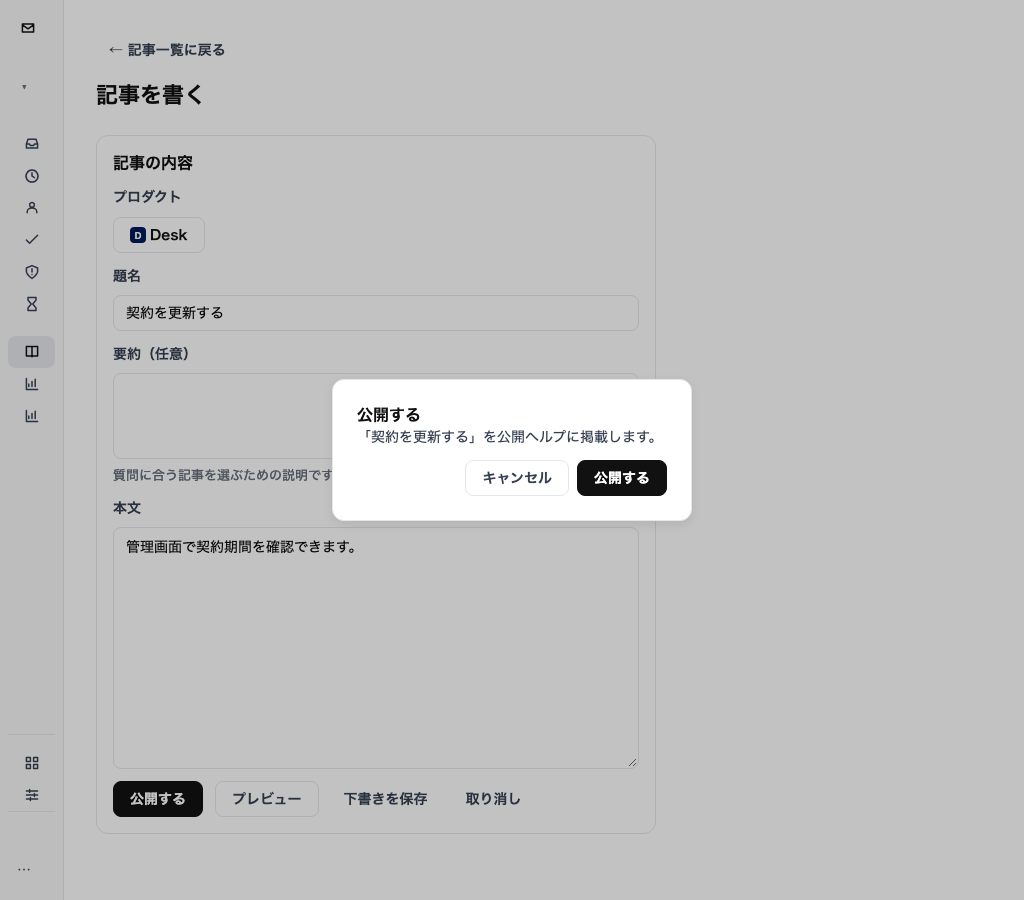 ← 記事一覧に戻る
記事を書く
記事の内容
プロダクト
D Desk
題名
契約を更新する
要約（任意）
質問に合う記事を選ぶための説明です
本文
管理画面で契約期間を確認できます。
公開する
「契約を更新する」を公開ヘルプに掲載します。
キャンセル
公開する
公開する
プレビュー
下書きを保存
取り消し
…